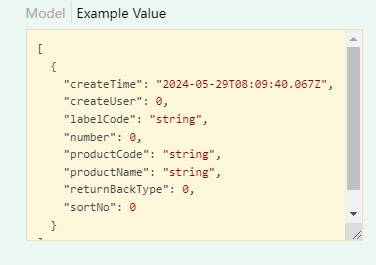 Model Example Value
[
  {
    "createTime": "2024-05-29T08:09:40.067Z",
    "createUser": 0,
    "labelCode": "string",
    "number": 0,
    "productCode": "string",
    "productName": "string",
    "returnBackType": 0,
    "sortNo": 0
  }